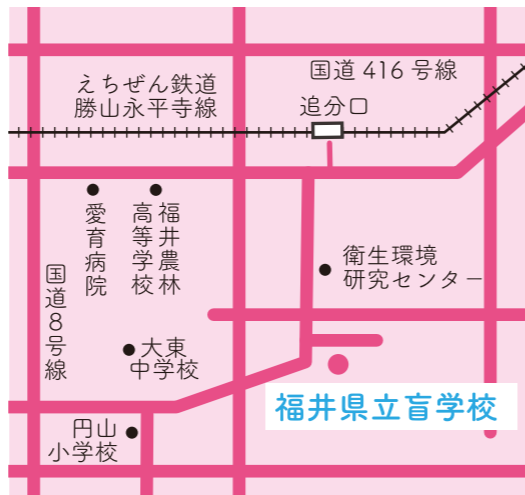 国道416号線
えちぜん鉄道
勝山永平寺線
追分口
愛育病院
福井農林
高等学校
衛生環境
研究センター
国道8号線
大東
中学校
福井県立盲学校
円山
小学校